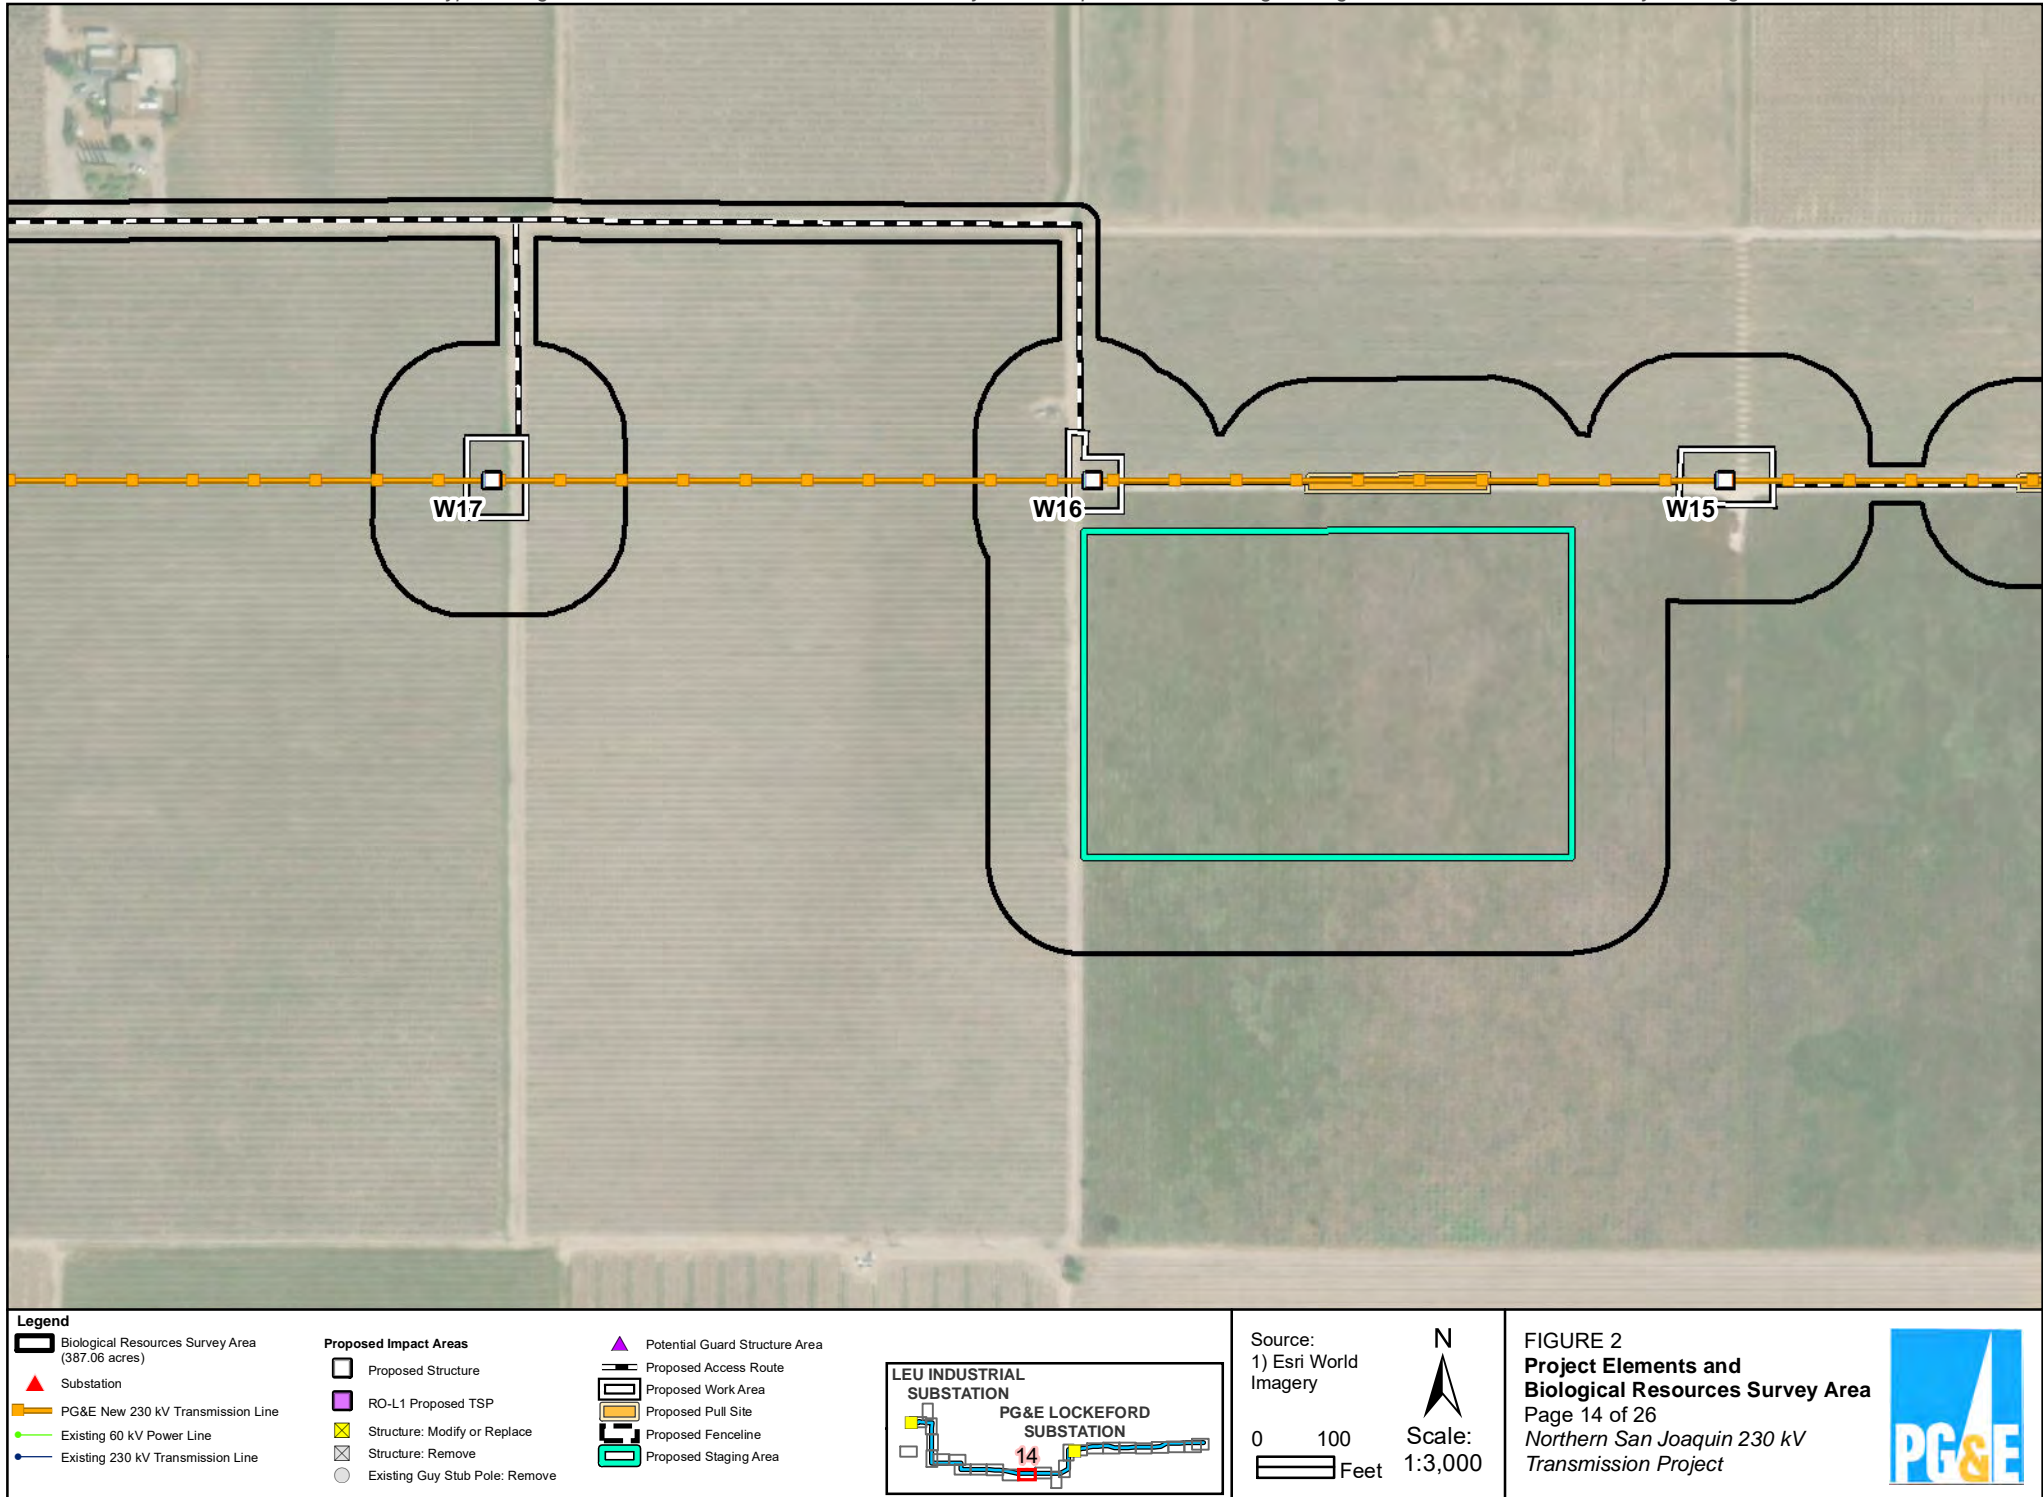 W17
W16
W15
Legend
Biological Resources Survey Area
(387.06 acres)
Substation
PG&E New 230 kV Transmission Line
Existing 60 kV Power Line
Existing 230 kV Transmission Line
Proposed Impact Areas
Proposed Structure
RO-L1 Proposed TSP
Structure: Modify or Replace
Structure: Remove
Existing Guy Stub Pole: Remove
Potential Guard Structure Area
Proposed Access Route
Proposed Work Area
Proposed Pull Site
Proposed Fenceline
Proposed Staging Area
LEU INDUSTRIAL
SUBSTATION
PG&E LOCKEFORD
SUBSTATION
14
Source:
1) Esri World
Imagery
0 100
Feet
N
Scale:
1:3,000
FIGURE 2
Project Elements and
Biological Resources Survey Area
Page 14 of 26
Northern San Joaquin 230 kV
Transmission Project
PG&E